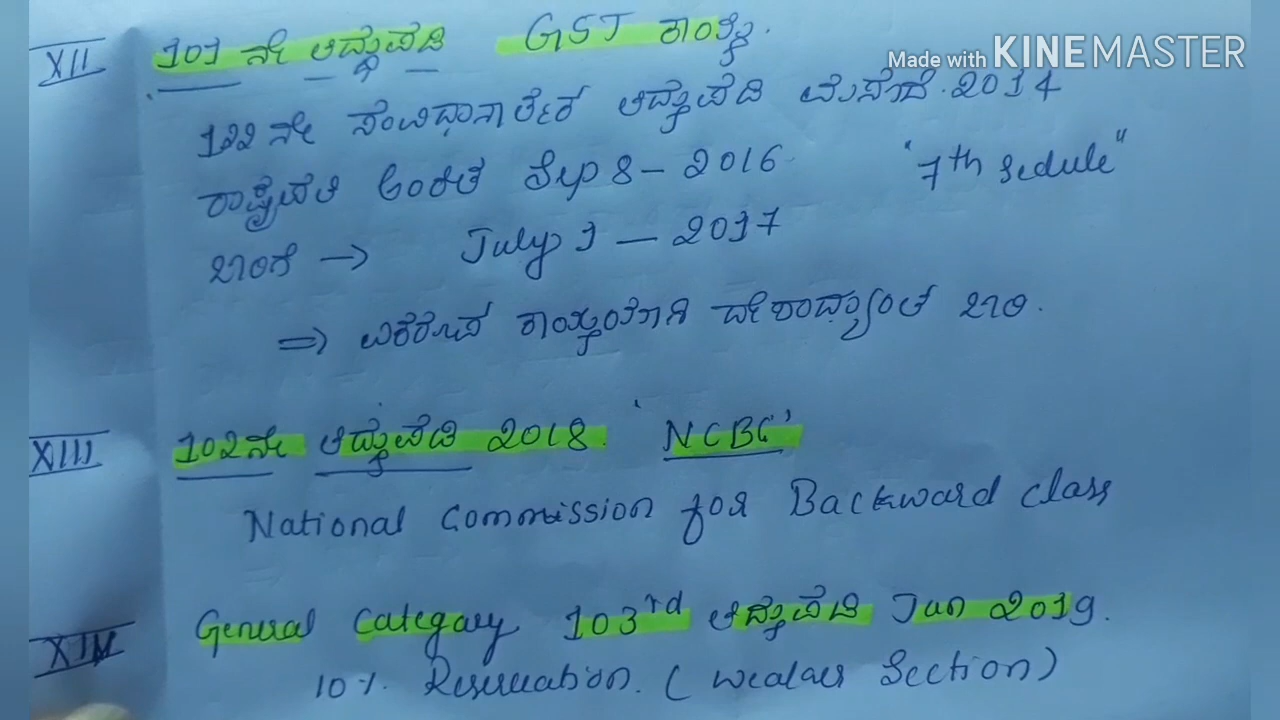 Made with KINEMASTER
XII 101 ನೇ ತಿದ್ದುಪಡಿ GST ಕಾಯ್ದೆ.
122 ನೇ ಸಂವಿಧಾನಾತ್ಮಕ ತಿದ್ದುಪಡಿ ಮಸೂದೆ. 2014
ರಾಷ್ಟ್ರಪತಿ ಅಂಕಿತ Sep 8 - 2016 "7th sedule"
ಜಾರಿಗೆ → July 1 - 2017
⇒ ಏಕರೂಪ ಕಾಯ್ದೆಯಾಗಿ ದೇಶಾದ್ಯಂತ ಜಾರಿ.
XIII 102ನೇ ತಿದ್ದುಪಡಿ 2018. 'NCBC'
National Commission for Backward Class
XIV General Category 103rd ತಿದ್ದುಪಡಿ Jan 2019.
10%. Reservation. (Weaker Section)